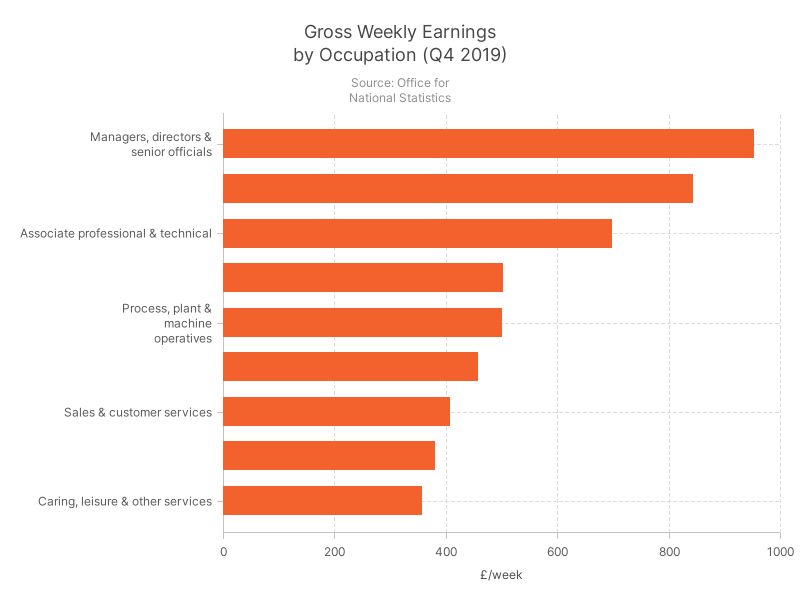 Gross Weekly Earnings
by Occupation (Q4 2019)
Source: Office for
National Statistics
Managers, directors &
senior officials
Associate professional & technical
Process, plant &
machine
operatives
Sales & customer services
Caring, leisure & other services
0 200 400 600 800 1000
£/week